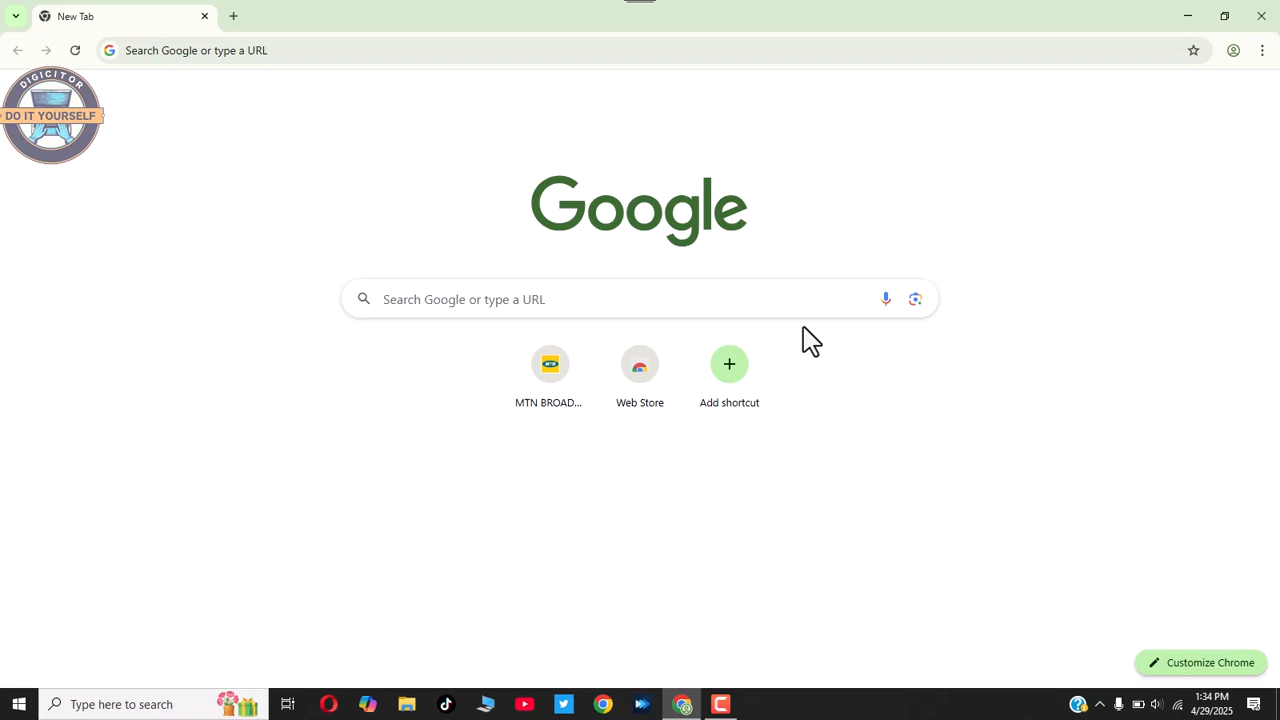 New Tab
Search Google or type a URL
DIGICITOR
DO IT YOURSELF
Google
Search Google or type a URL
MTN
MTN BROAD...
Web Store
Add shortcut
Customize Chrome
Type here to search
1:34 PM
4/29/2025